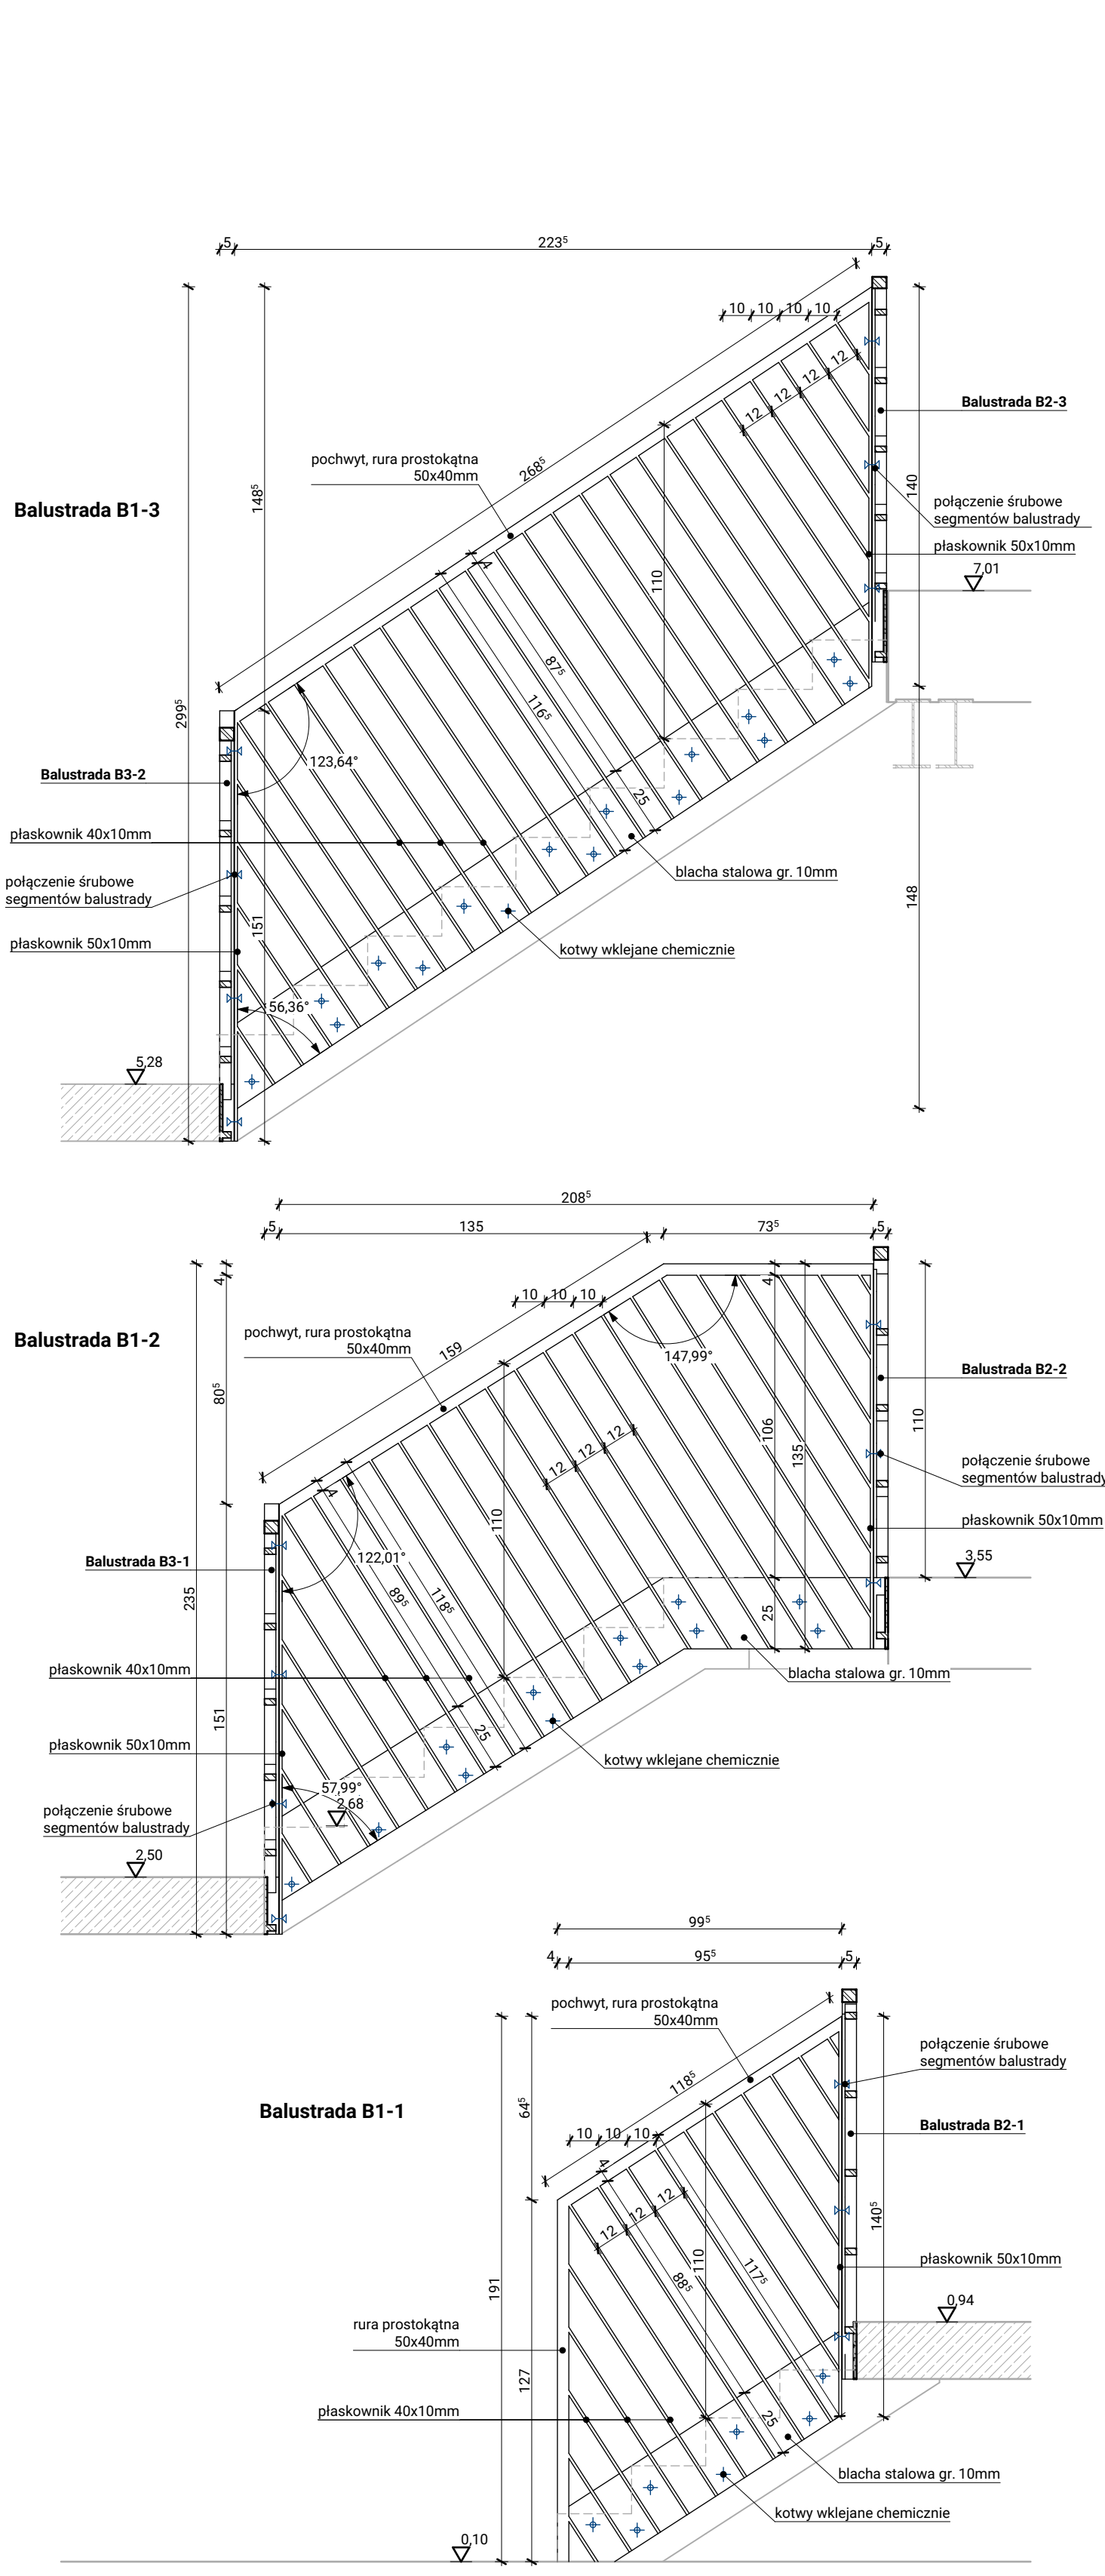 5
223⁵
5
10
10
10
10
12
12
12
12
Balustrada B2-3
pochwyt, rura prostokątna
50x40mm
268⁵
148⁵
140
Balustrada B1-3
połączenie śrubowe
segmentów balustrady
płaskownik 50x10mm
7,01
4
110
87⁵
116⁵
299⁵
123,64°
Balustrada B3-2
25
płaskownik 40x10mm
blacha stalowa gr. 10mm
połączenie śrubowe
segmentów balustrady
148
151
płaskownik 50x10mm
kotwy wklejane chemicznie
56,36°
5,28
208⁵
5
135
73⁵
5
4
4
10
10
10
Balustrada B1-2
pochwyt, rura prostokątna
50x40mm
159
147,99°
Balustrada B2-2
80⁵
110
106
135
12
12
12
połączenie śrubowe
segmentów balustrady
4
110
płaskownik 50x10mm
Balustrada B3-1
122,01°
3,55
235
89⁵
118⁵
25
płaskownik 40x10mm
blacha stalowa gr. 10mm
151
25
płaskownik 50x10mm
kotwy wklejane chemicznie
57,99°
2,68
połączenie śrubowe
segmentów balustrady
2,50
99⁵
4
95⁵
5
pochwyt, rura prostokątna
50x40mm
połączenie śrubowe
segmentów balustrady
118⁵
64⁵
Balustrada B1-1
Balustrada B2-1
10
10
10
4
12
12
12
140⁵
110
płaskownik 50x10mm
88⁵
117⁵
191
0,94
rura prostokątna
50x40mm
127
płaskownik 40x10mm
25
blacha stalowa gr. 10mm
kotwy wklejane chemicznie
0,10